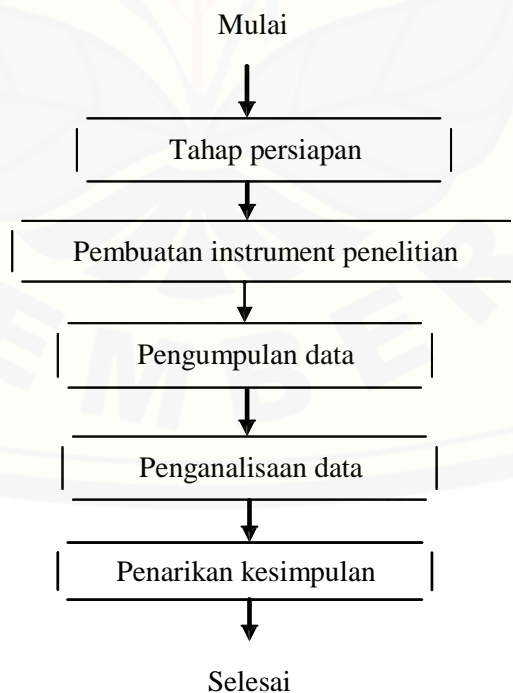 Mulai
Tahap persiapan
Pembuatan instrument penelitian
Pengumpulan data
Penganalisaan data
Penarikan kesimpulan
Selesai